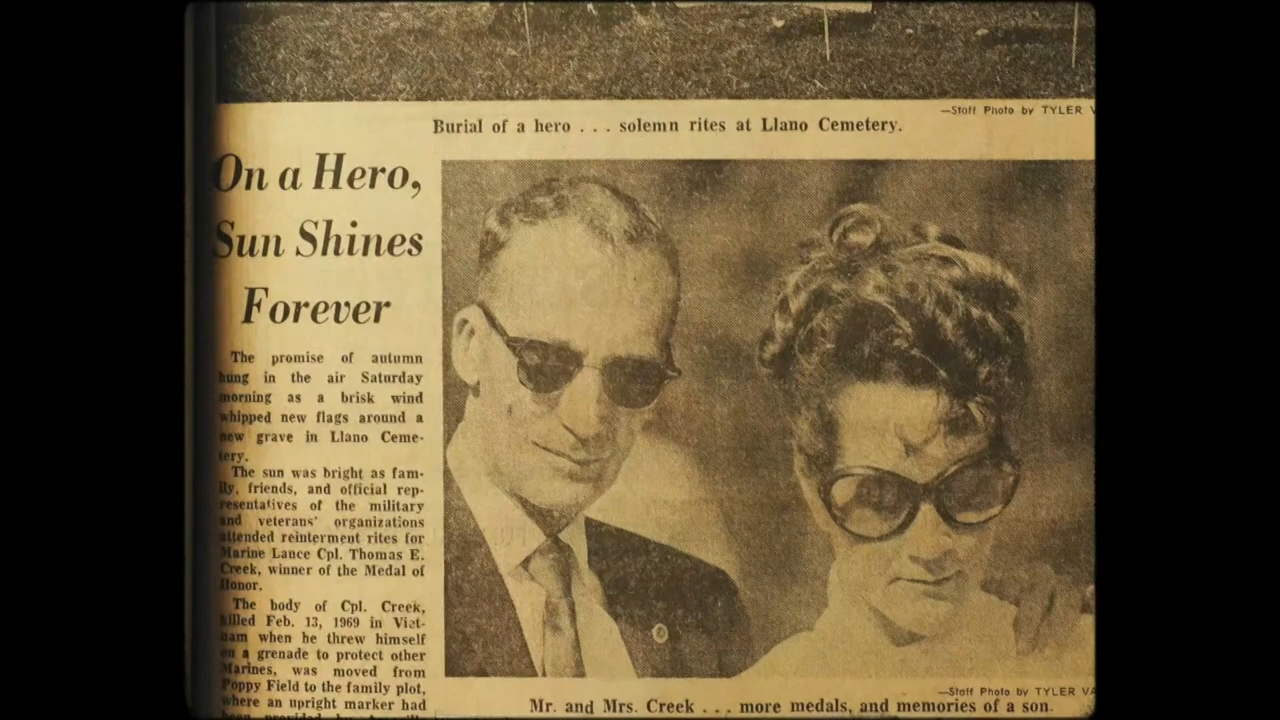 —Staff Photo by TYLER V
Burial of a hero . . . solemn rites at Llano Cemetery.
On a Hero,
Sun Shines
Forever
The promise of autumn
hung in the air Saturday
morning as a brisk wind
whipped new flags around a
new grave in Llano Ceme-
tery.
The sun was bright as fam-
ily, friends, and official rep-
resentatives of the military
and veterans' organizations
attended reinterment rites for
Marine Lance Cpl. Thomas E.
Creek, winner of the Medal of
Honor.
The body of Cpl. Creek,
killed Feb. 13, 1969 in Viet-
nam when he threw himself
on a grenade to protect other
Marines, was moved from
Poppy Field to the family plot,
where an upright marker had
been provided by
—Staff Photo by TYLER VA
Mr. and Mrs. Creek . . . more medals, and memories of a son.